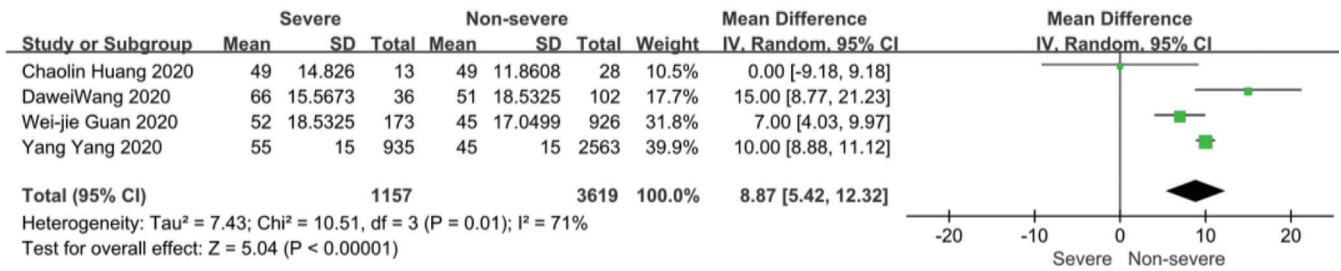 Severe Non-severe Mean Difference Mean Difference
Study or Subgroup Mean SD Total Mean SD Total Weight IV, Random, 95% CI IV, Random, 95% CI
Chaolin Huang 2020 49 14.826 13 49 11.8608 28 10.5% 0.00 [-9.18, 9.18]
DaweiWang 2020 66 15.5673 36 51 18.5325 102 17.7% 15.00 [8.77, 21.23]
Wei-jie Guan 2020 52 18.5325 173 45 17.0499 926 31.8% 7.00 [4.03, 9.97]
Yang Yang 2020 55 15 935 45 15 2563 39.9% 10.00 [8.88, 11.12]
Total (95% CI) 1157 3619 100.0% 8.87 [5.42, 12.32]
Heterogeneity: Tau² = 7.43; Chi² = 10.51, df = 3 (P = 0.01); I² = 71%
Test for overall effect: Z = 5.04 (P < 0.00001)
-20 -10 0 10 20
Severe Non-severe